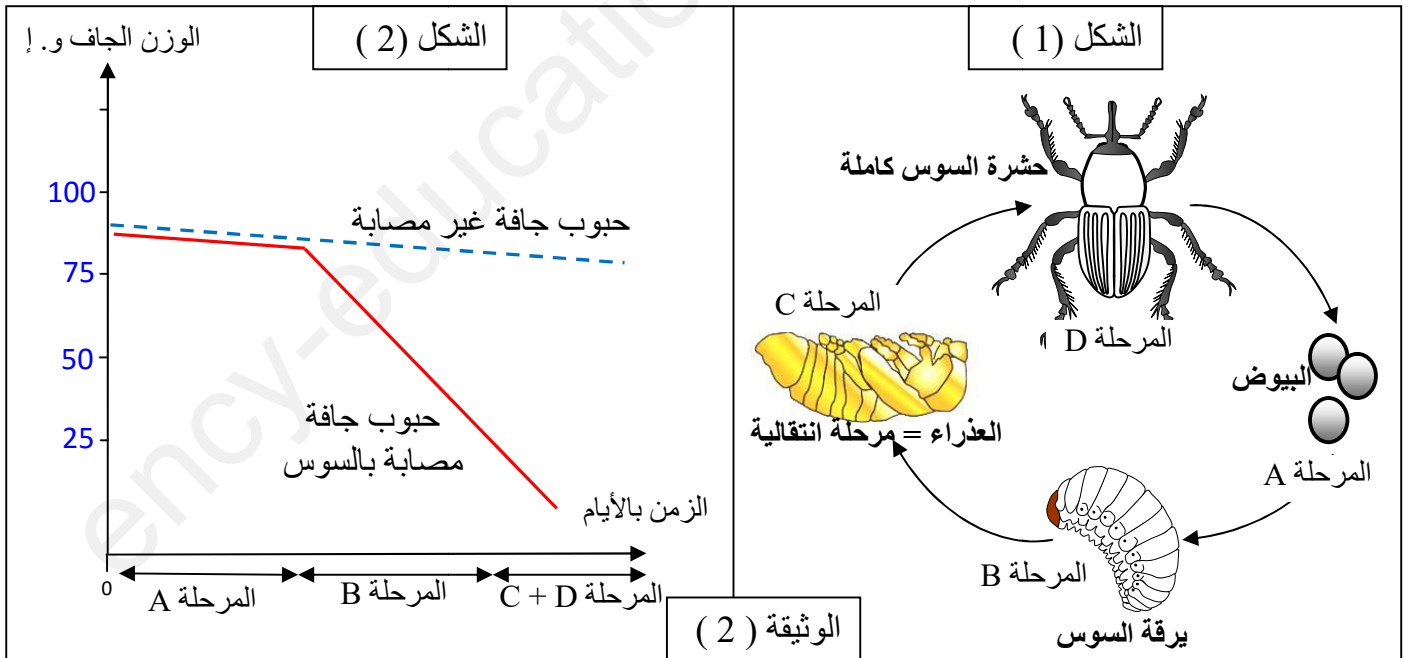 الشكل (1)
حشرة السوس كاملة
المرحلة D
البيوض
المرحلة A
يرقة السوس
المرحلة B
المرحلة C
العذراء = مرحلة انتقالية
الشكل (2)
الوزن الجاف و. إ
100
75
50
25
0
حبوب جافة غير مصابة
حبوب جافة
مصابة بالسوس
الزمن بالأيام
المرحلة A
المرحلة B
المرحلة C + D
الوثيقة (2)
ency-educatio